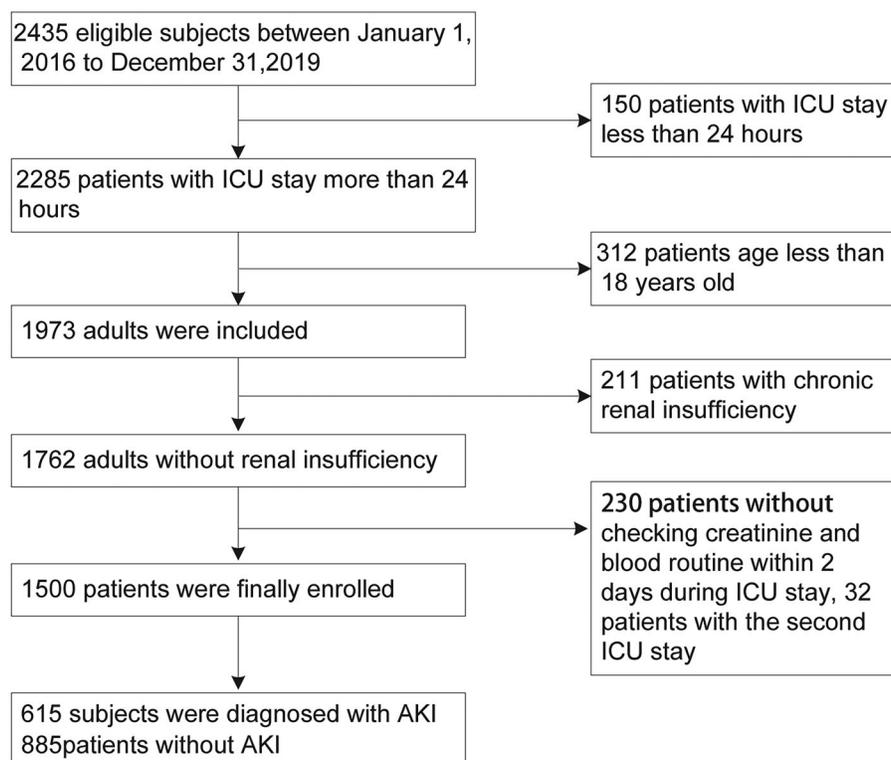 2435 eligible subjects between January 1,
2016 to December 31,2019
150 patients with ICU stay
less than 24 hours
2285 patients with ICU stay more than 24
hours
312 patients age less than
18 years old
1973 adults were included
211 patients with chronic
renal insufficiency
1762 adults without renal insufficiency
230 patients without
checking creatinine and
blood routine within 2
days during ICU stay, 32
patients with the second
ICU stay
1500 patients were finally enrolled
615 subjects were diagnosed with AKI
885patients without AKI